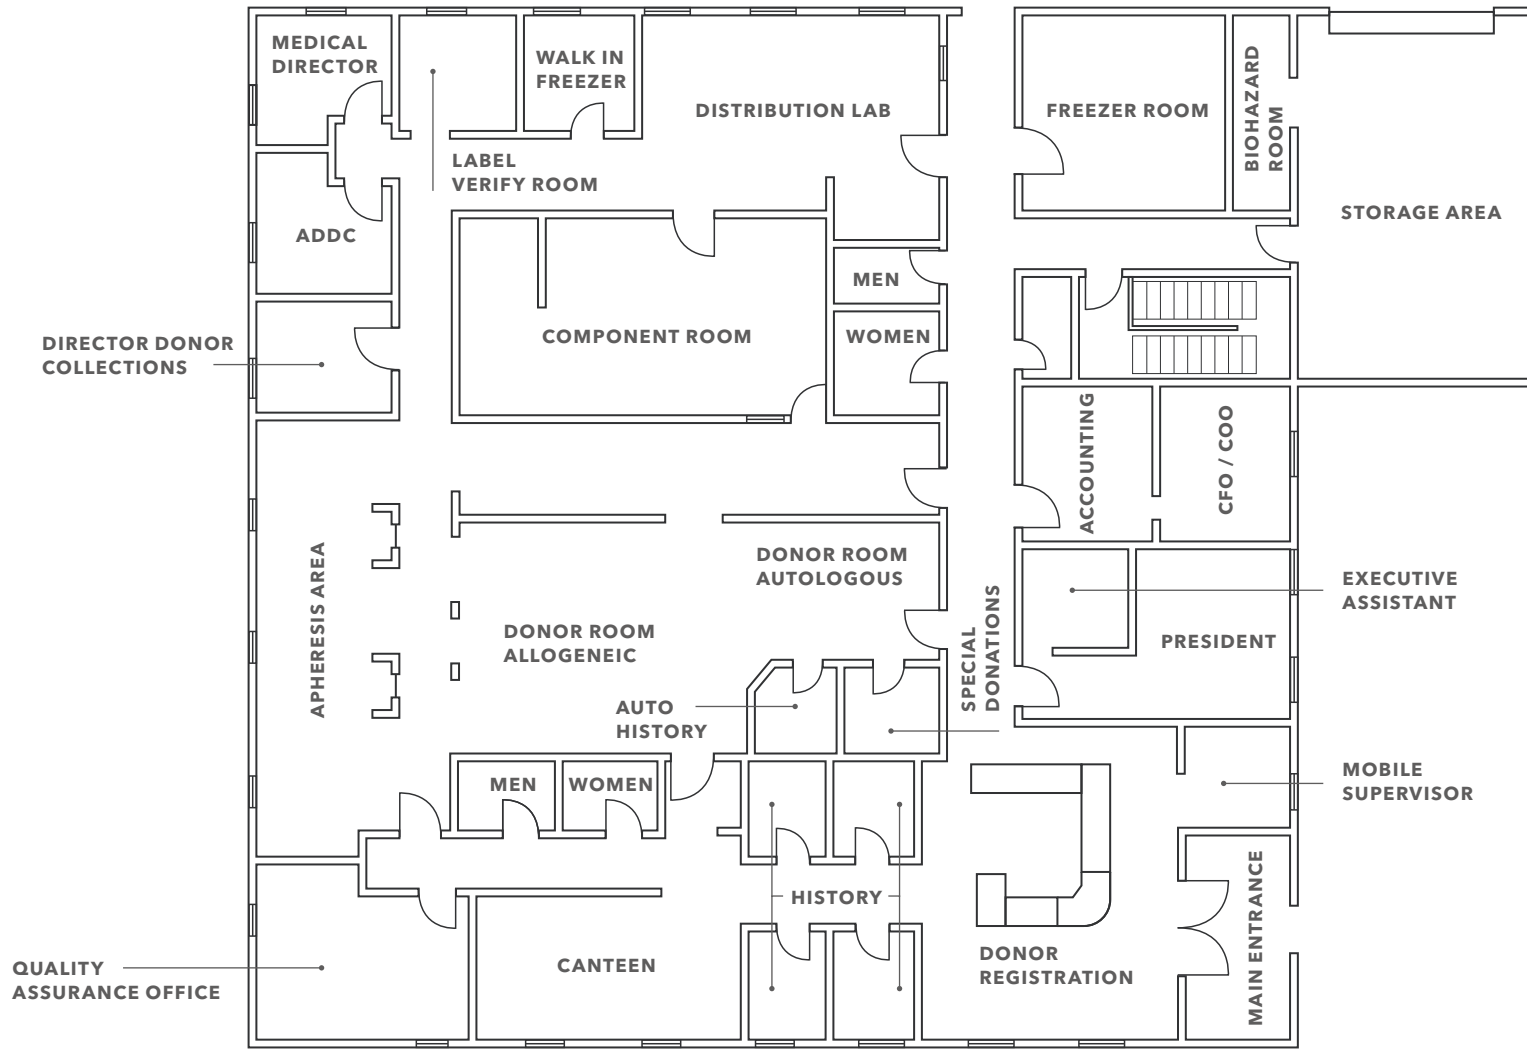 MEDICAL
DIRECTOR
WALK IN
FREEZER
DISTRIBUTION LAB
FREEZER ROOM
BIOHAZARD
ROOM
LABEL
VERIFY ROOM
STORAGE AREA
ADDC
MEN
DIRECTOR DONOR
COLLECTIONS
COMPONENT ROOM
WOMEN
ACCOUNTING
CFO / COO
APHERESIS AREA
DONOR ROOM
AUTOLOGOUS
EXECUTIVE
ASSISTANT
DONOR ROOM
ALLOGENEIC
SPECIAL
DONATIONS
PRESIDENT
AUTO
HISTORY
MEN
WOMEN
MOBILE
SUPERVISOR
HISTORY
MAIN ENTRANCE
QUALITY
ASSURANCE OFFICE
CANTEEN
DONOR
REGISTRATION